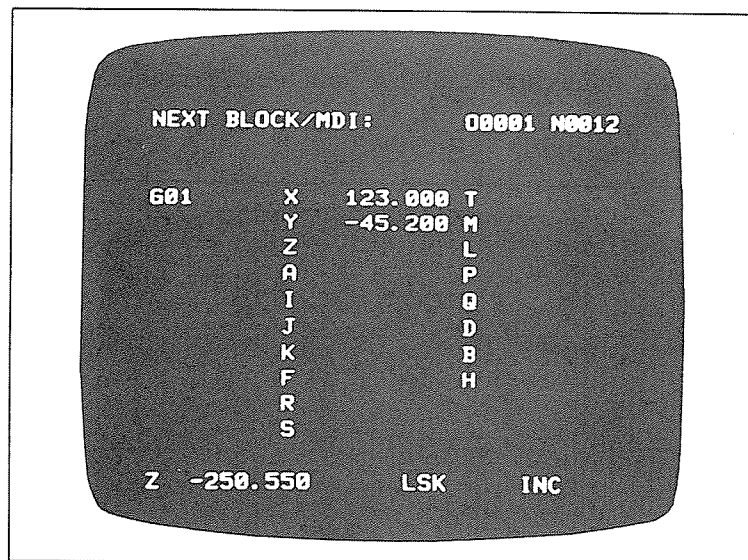 NEXT BLOCK/MDI: O0001 N0012
G01 X 123.000 T
Y -45.200 M
Z L
A P
I Q
J D
K B
F H
R
S
Z -250.550 LSK INC